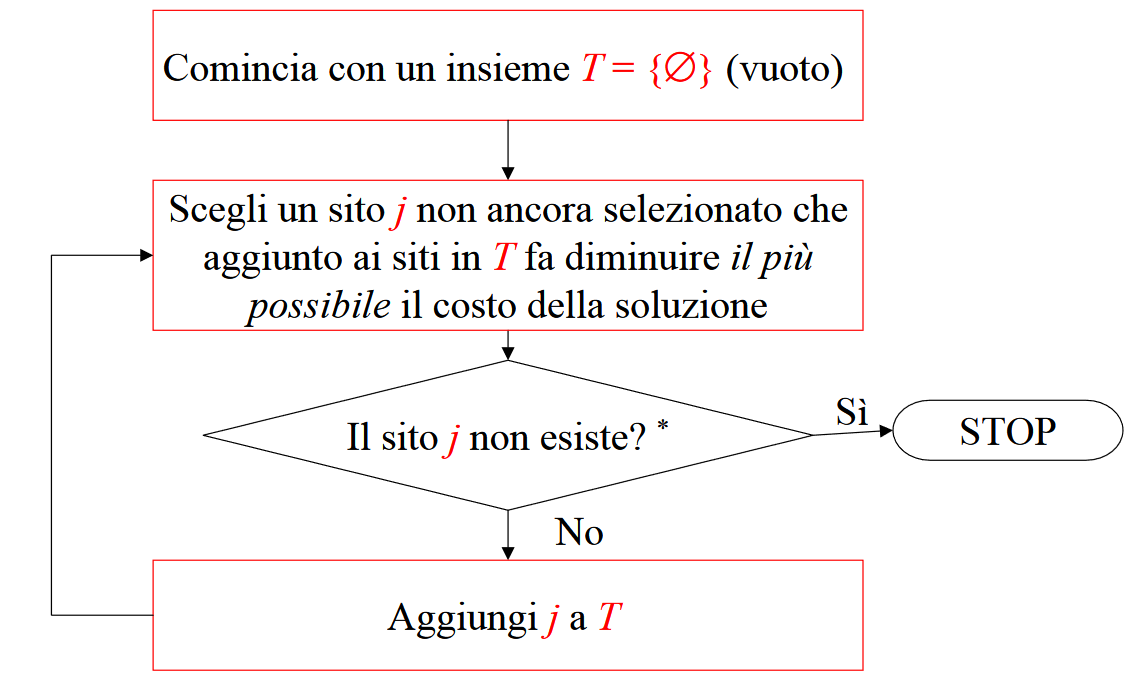 Comincia con un insieme T = {∅} (vuoto)
Scegli un sito j non ancora selezionato che
aggiunto ai siti in T fa diminuire il più
possibile il costo della soluzione
Il sito j non esiste? *
Sì
STOP
No
Aggiungi j a T